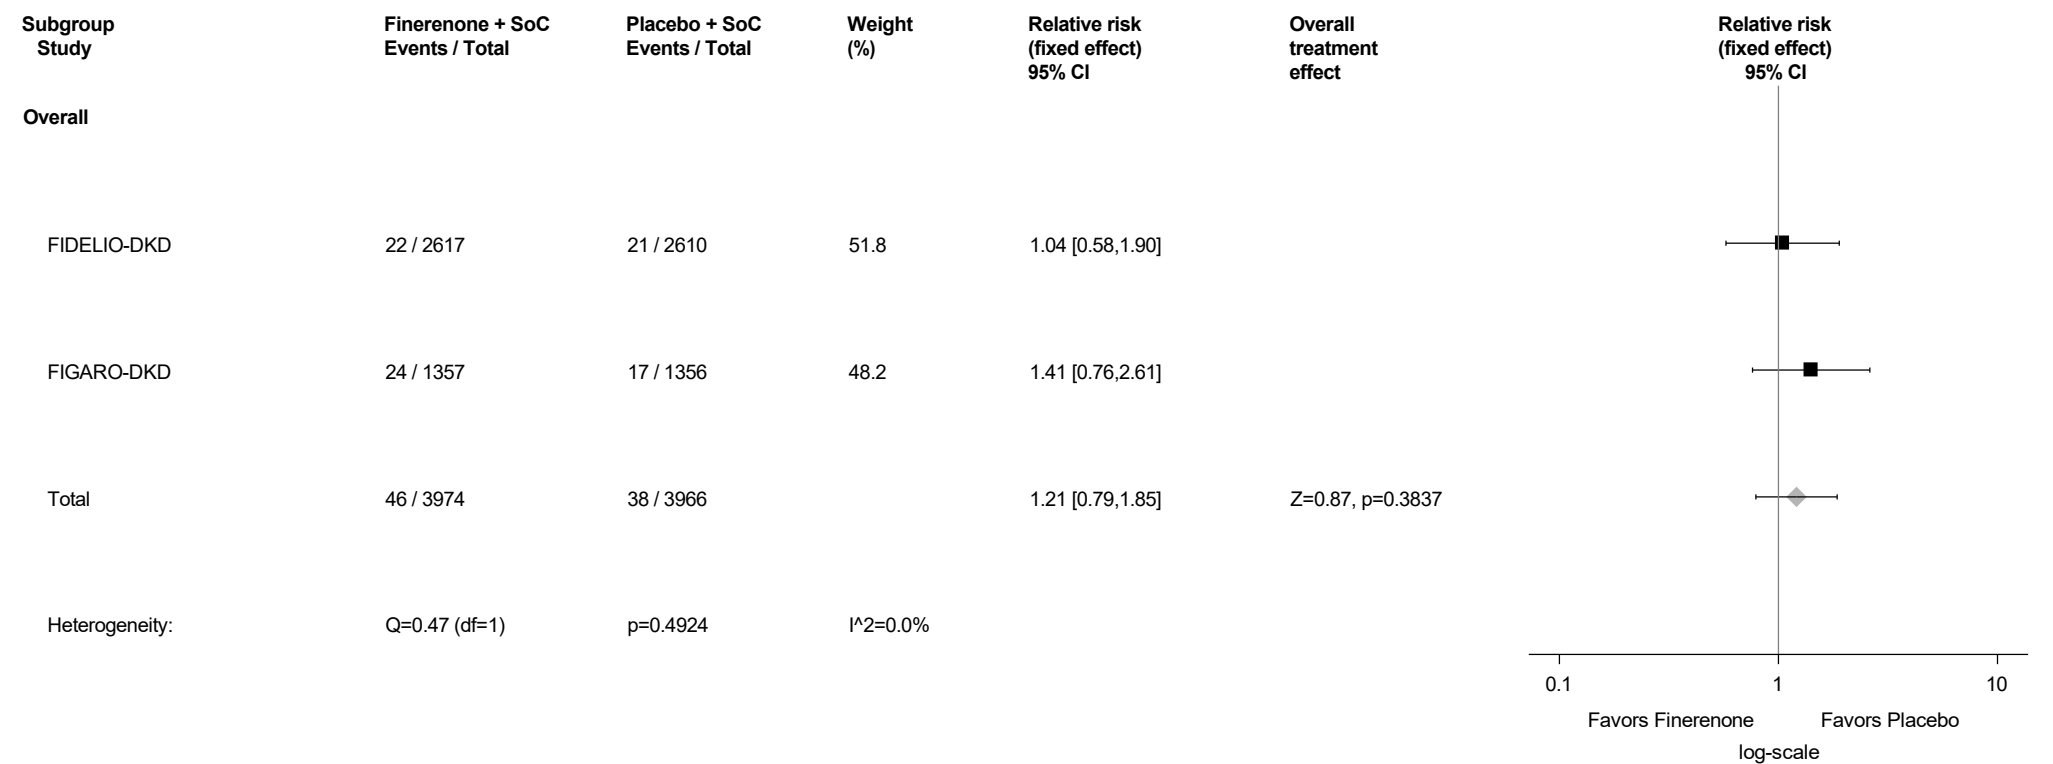 Subgroup Finerenone + SoC Placebo + SoC Weight Relative risk Overall Relative risk
Study Events / Total Events / Total (%) (fixed effect) treatment (fixed effect)
95% CI effect 95% CI
Overall
FIDELIO-DKD 22 / 2617 21 / 2610 51.8 1.04 [0.58,1.90]
FIGARO-DKD 24 / 1357 17 / 1356 48.2 1.41 [0.76,2.61]
Total 46 / 3974 38 / 3966 1.21 [0.79,1.85] Z=0.87, p=0.3837
Heterogeneity: Q=0.47 (df=1) p=0.4924 I^2=0.0%
0.1 1 10
Favors Finerenone Favors Placebo
log-scale